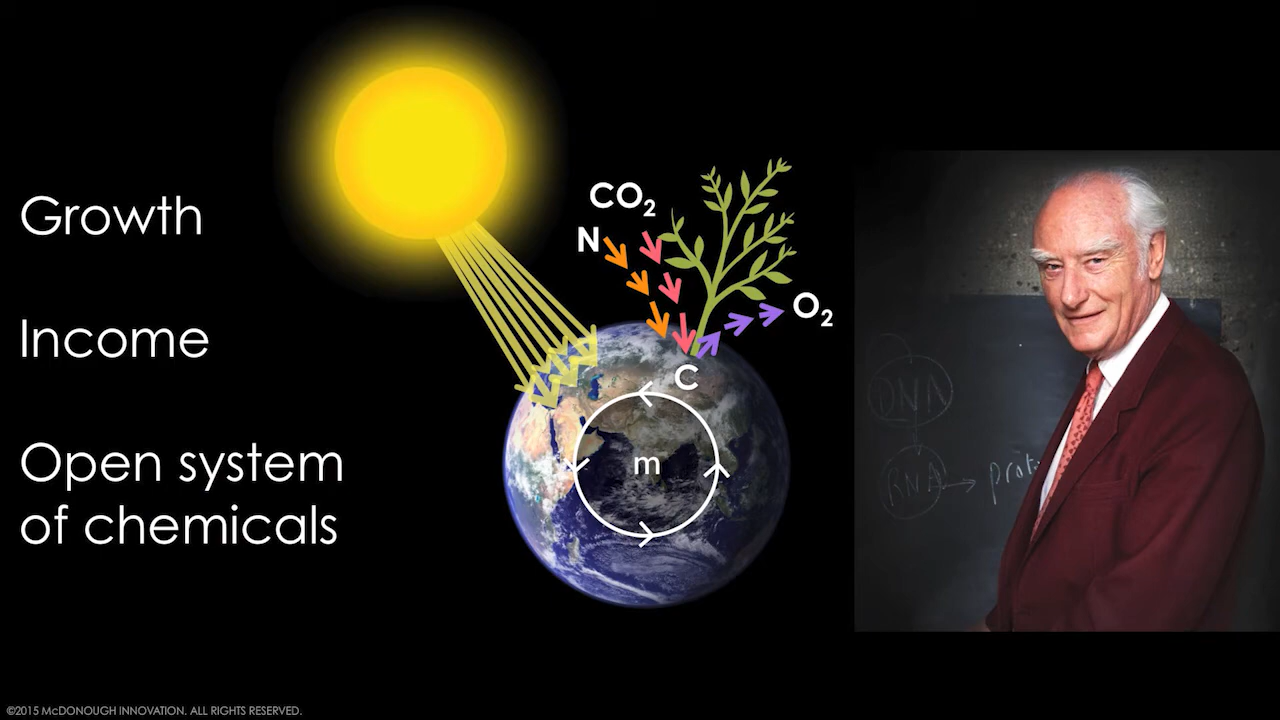 Growth
Income
Open system
of chemicals
CO₂
N
O₂
C
m
DNA
RNA → prot
©2015 McDONOUGH INNOVATION. ALL RIGHTS RESERVED.